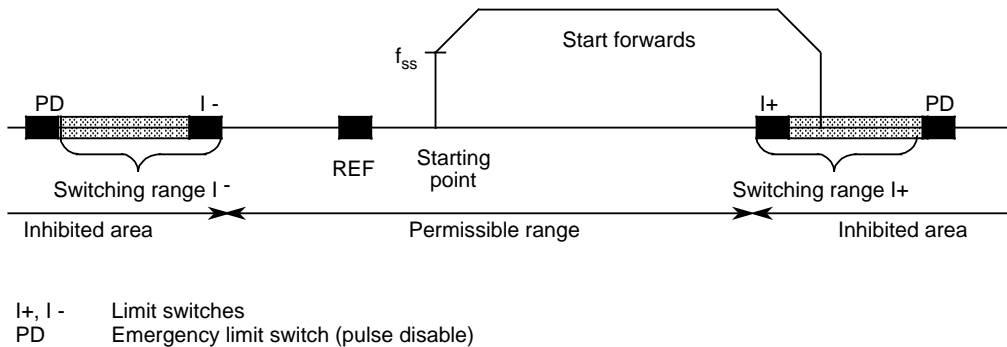 Start forwards
fss
PD
I -
I+
PD
REF
Starting
point
Switching range I -
Switching range I+
Inhibited area
Permissible range
Inhibited area
I+, I - Limit switches
PD Emergency limit switch (pulse disable)